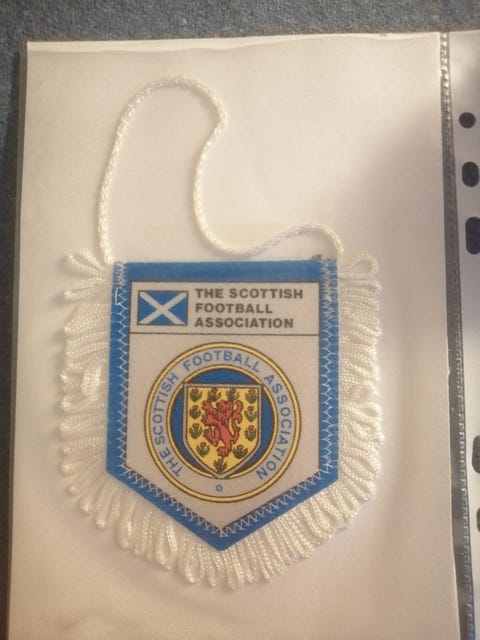 THE SCOTTISH
FOOTBALL
ASSOCIATION
THE SCOTTISH FOOTBALL ASSOCIATION